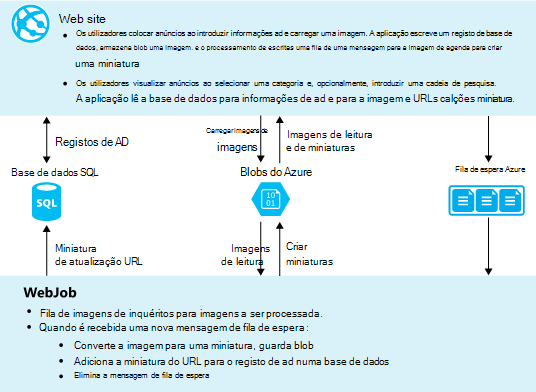 Web site
• Os utilizadores colocar anúncios ao introduzir informações ad e carregar uma imagem. A aplicação escreve um registo de base de
dados, armazena blob uma imagem. e o processamento de escritas uma fila de uma mensagem para a imagem de agenda para criar
uma miniatura
• Os utilizadores visualizar anúncios ao selecionar uma categoria e, opcionalmente, introduzir uma cadeia de pesquisa.
A aplicação lê a base de dados para informações de ad e para a imagem e URLs calções miniatura.
Registos de AD
Carregar Imagens de
imagens
Imagens de leitura
e de miniaturas
Base de dados SQL
SQL
Blobs do Azure
10
01
Fila de espera Azure
Miniatura
de atualização URL
Imagens
de leitura
Criar
miniaturas
WebJob
• Fila de imagens de inquéritos para imagens a ser processada.
• Quando é recebida uma nova mensagem de fila de espera:
• Converte a imagem para uma miniatura, guarda blob
• Adiciona a miniatura do URL para o registo de ad numa base de dados
• Elimina a mensagem de fila de espera